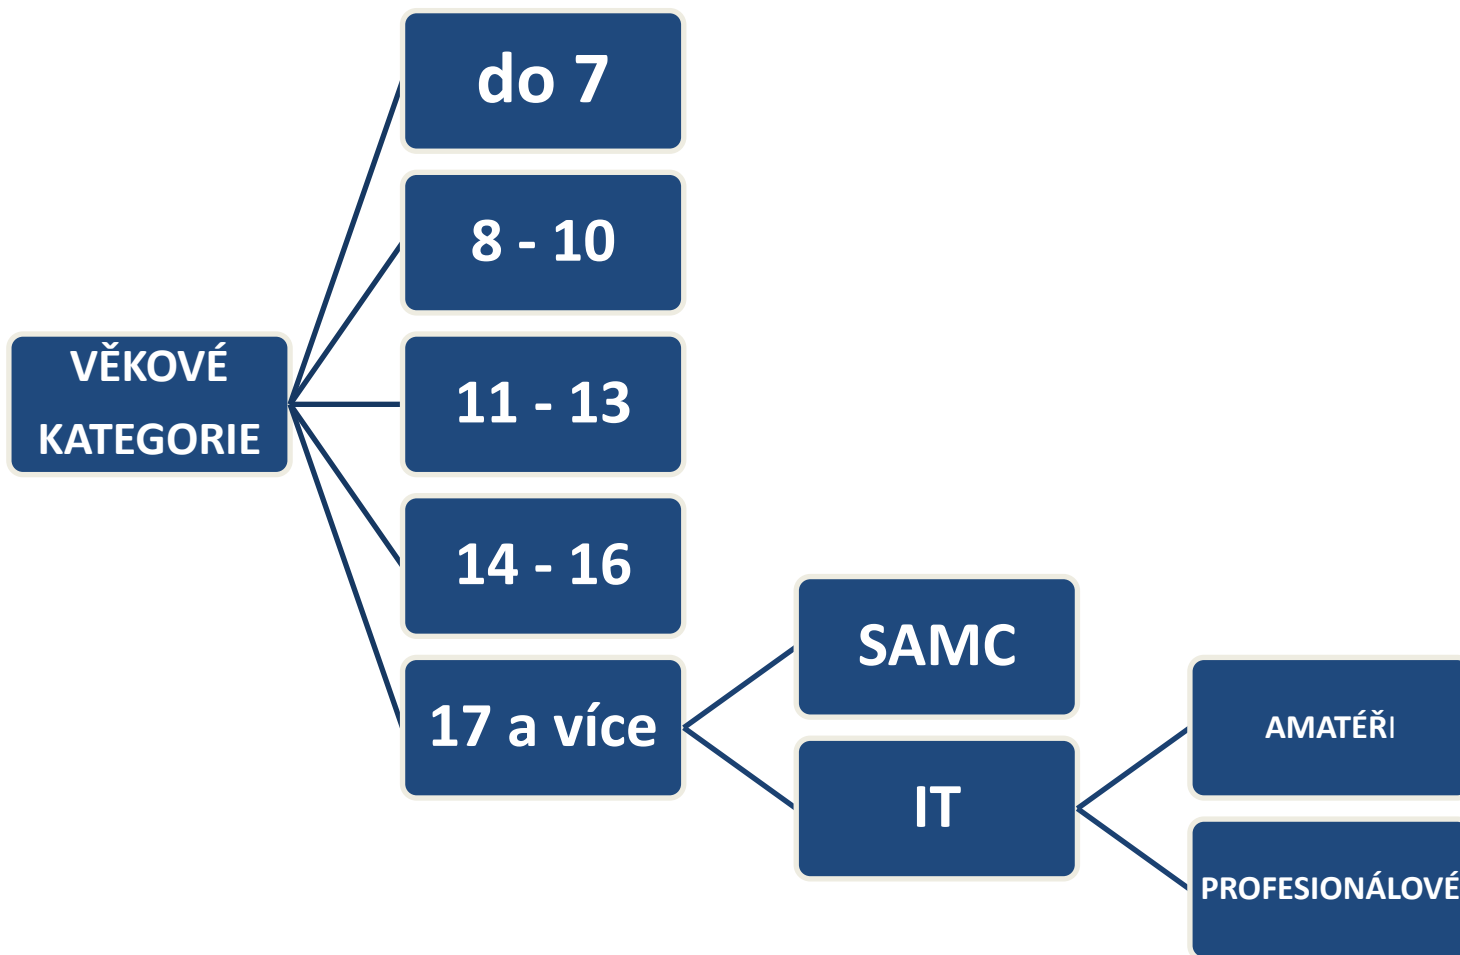 do 7
8 - 10
VĚKOVÉ
KATEGORIE
11 - 13
14 - 16
17 a více
SAMC
IT
AMATÉŘI
PROFESIONÁLOVÉ